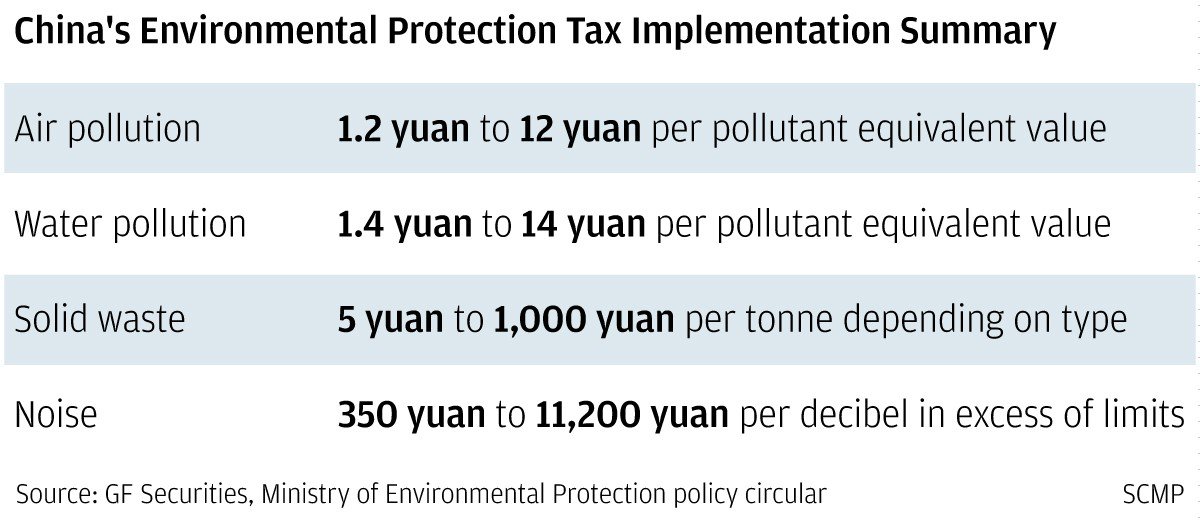 China's Environmental Protection Tax Implementation Summary
Air pollution 1.2 yuan to 12 yuan per pollutant equivalent value
Water pollution 1.4 yuan to 14 yuan per pollutant equivalent value
Solid waste 5 yuan to 1,000 yuan per tonne depending on type
Noise 350 yuan to 11,200 yuan per decibel in excess of limits
Source: GF Securities, Ministry of Environmental Protection policy circular SCMP